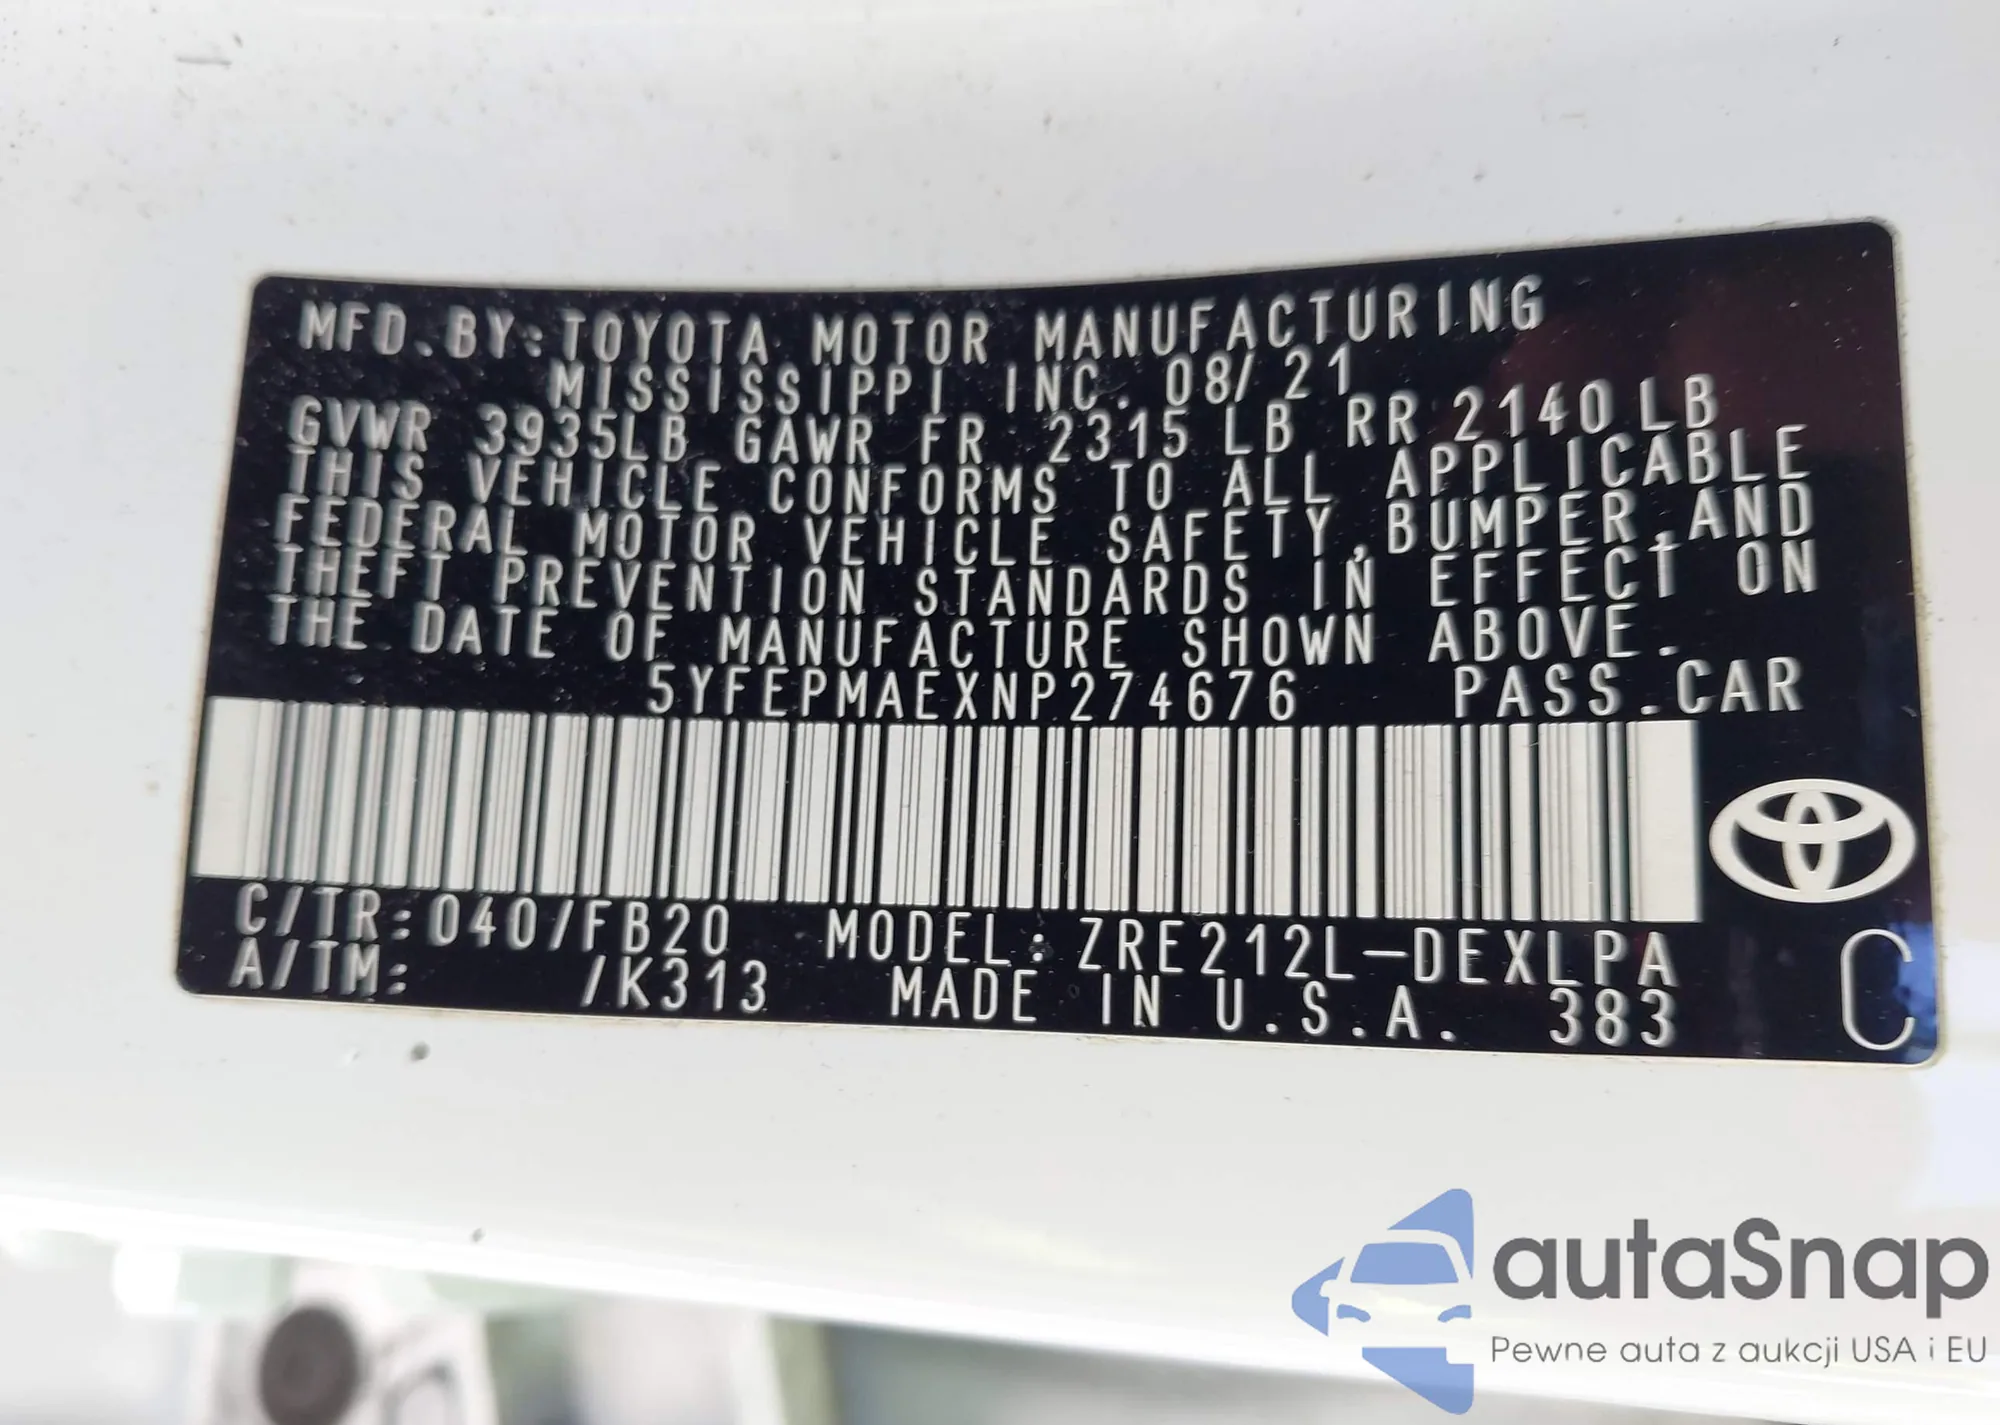 MFD.BY:TOYOTA MOTOR MANUFACTURING
MISSISSIPPI INC. 08/21
GVWR 3935LB GAWR FR 2315 LB RR 2140LB
THIS VEHICLE CONFORMS TO ALL APPLICABLE
FEDERAL MOTOR VEHICLE SAFETY,BUMPER,AND
THEFT PREVENTION STANDARDS IN EFFECT ON
THE DATE OF MANUFACTURE SHOWN ABOVE.
5YFEPMAEXNP274676 PASS.CAR
C/TR:040/FB20 MODEL:ZRE212L-DEXLPA
A/TM: /K313 MADE IN U.S.A. 383 C
autaSnap
Pewne auta z aukcji USA i EU